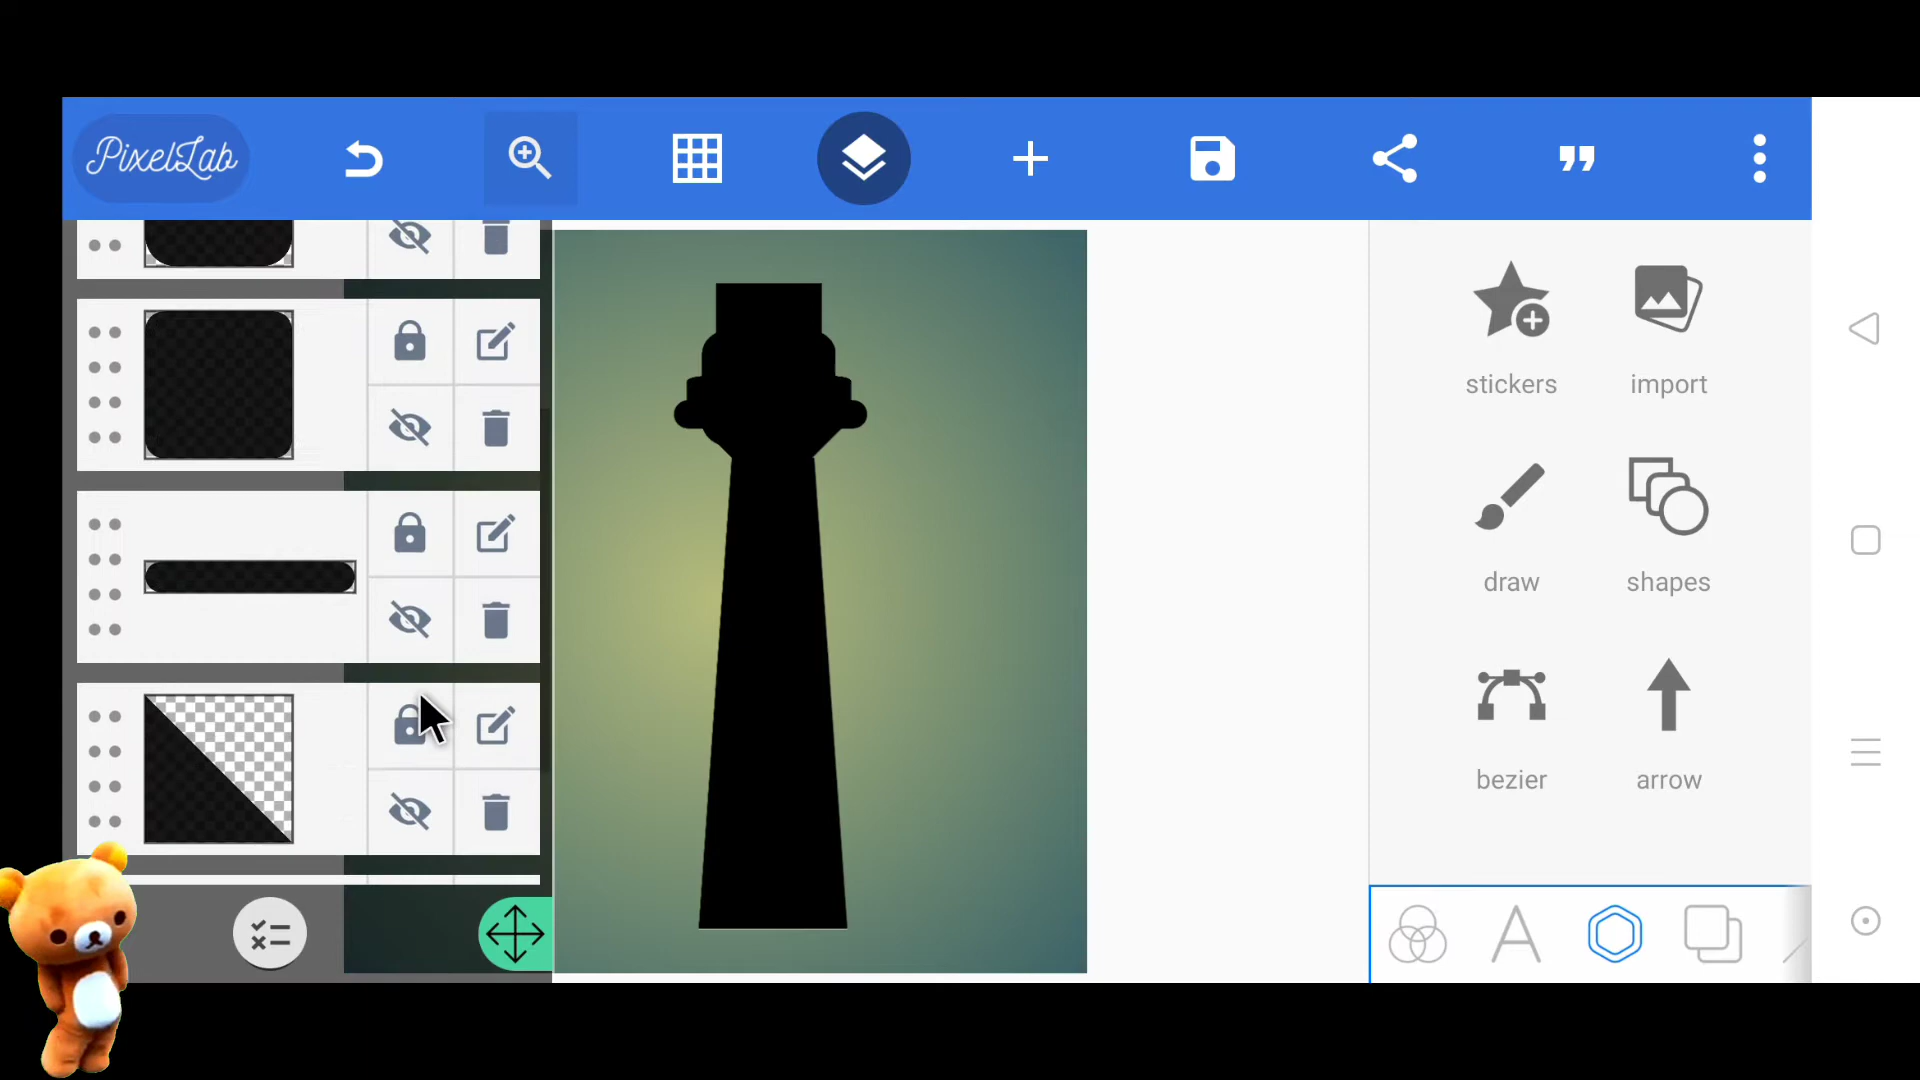 PixelLab
stickers
import
draw
shapes
bezier
arrow